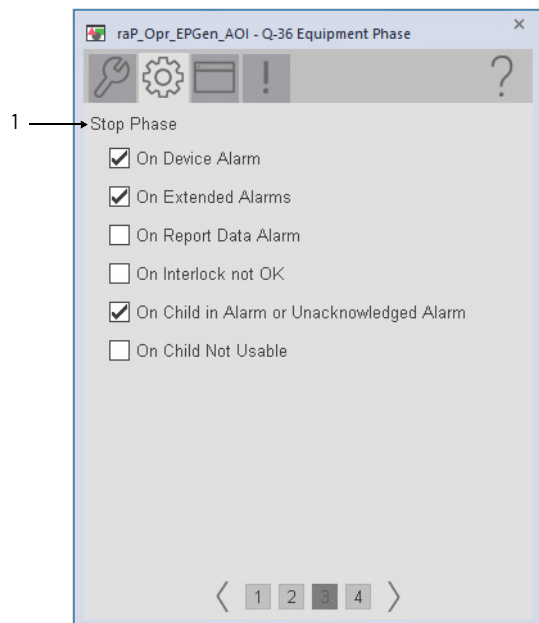 raP_Opr_EPGen_AOI - Q-36 Equipment Phase
1
Stop Phase
On Device Alarm
On Extended Alarms
On Report Data Alarm
On Interlock not OK
On Child in Alarm or Unacknowledged Alarm
On Child Not Usable
1 2 3 4